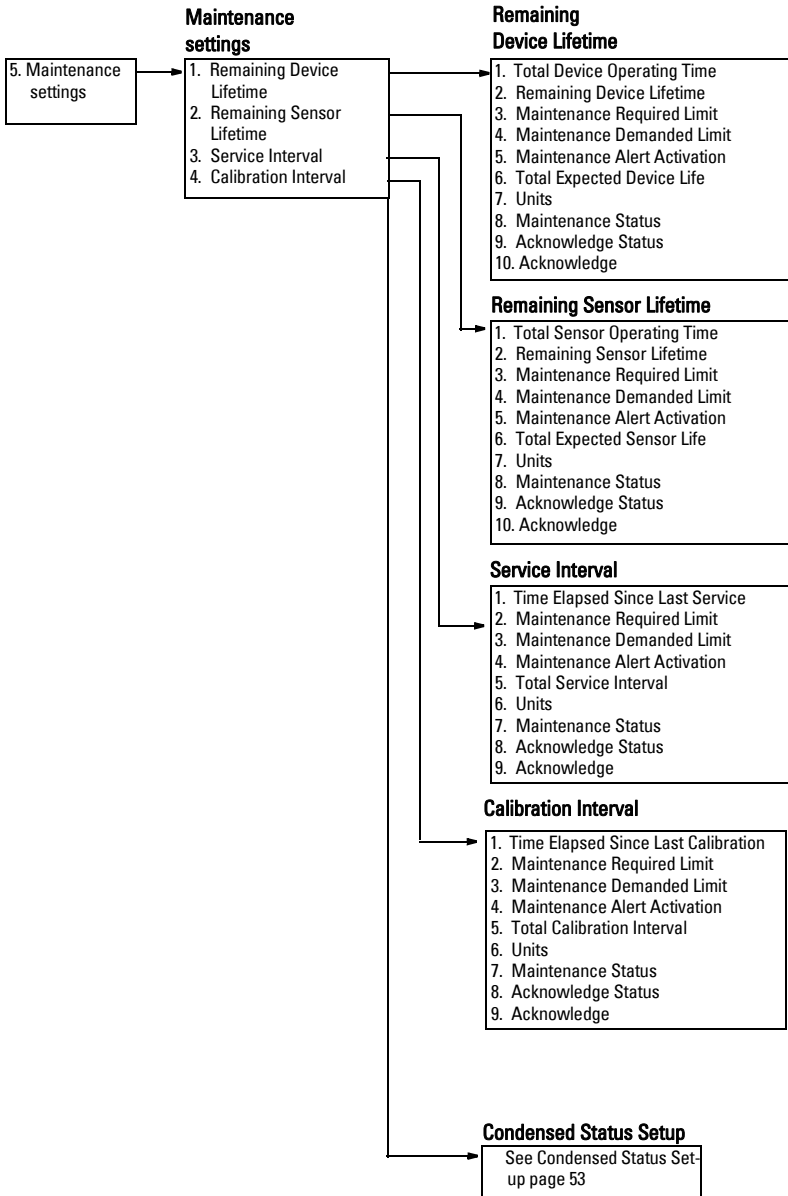 5. Maintenance
settings
Maintenance
settings
1. Remaining Device
Lifetime
2. Remaining Sensor
Lifetime
3. Service Interval
4. Calibration Interval
Remaining
Device Lifetime
1. Total Device Operating Time
2. Remaining Device Lifetime
3. Maintenance Required Limit
4. Maintenance Demanded Limit
5. Maintenance Alert Activation
6. Total Expected Device Life
7. Units
8. Maintenance Status
9. Acknowledge Status
10. Acknowledge
Remaining Sensor Lifetime
1. Total Sensor Operating Time
2. Remaining Sensor Lifetime
3. Maintenance Required Limit
4. Maintenance Demanded Limit
5. Maintenance Alert Activation
6. Total Expected Sensor Life
7. Units
8. Maintenance Status
9. Acknowledge Status
10. Acknowledge
Service Interval
1. Time Elapsed Since Last Service
2. Maintenance Required Limit
3. Maintenance Demanded Limit
4. Maintenance Alert Activation
5. Total Service Interval
6. Units
7. Maintenance Status
8. Acknowledge Status
9. Acknowledge
Calibration Interval
1. Time Elapsed Since Last Calibration
2. Maintenance Required Limit
3. Maintenance Demanded Limit
4. Maintenance Alert Activation
5. Total Calibration Interval
6. Units
7. Maintenance Status
8. Acknowledge Status
9. Acknowledge
Condensed Status Setup
See Condensed Status Set-
up page 53